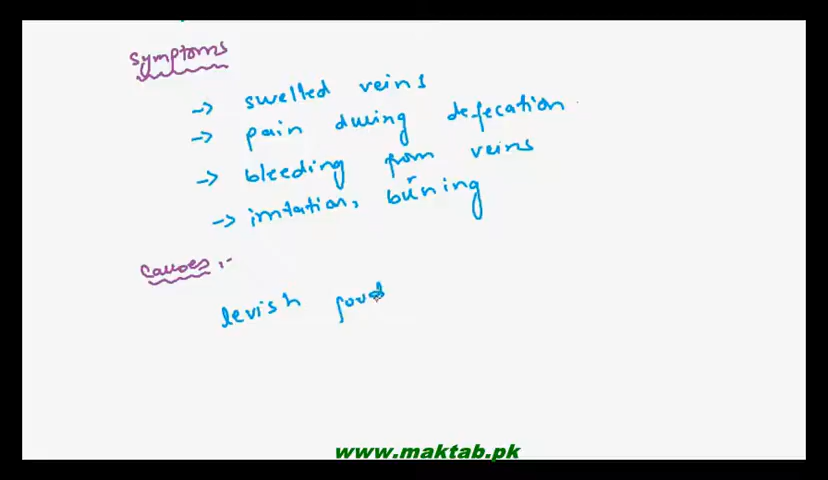 symptoms
→ swelled veins
→ pain during defecation
→ bleeding from veins
→ irritation, burning
Causes :-
levish food
www.maktab.pk